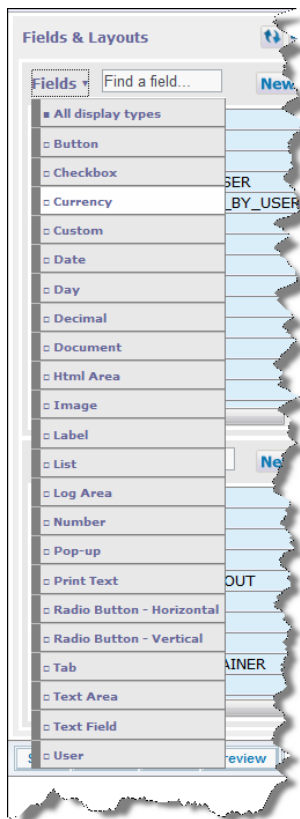 Fields & Layouts
Fields ▾ Find a field... New
▪ All display types
▫ Button
▫ Checkbox
SER
▫ Currency
_BY_USER
▫ Custom
▫ Date
▫ Day
▫ Decimal
▫ Document
▫ Html Area
▫ Image
▫ Label
▫ List
Ne
▫ Log Area
▫ Number
▫ Pop-up
▫ Print Text
OUT
▫ Radio Button - Horizontal
▫ Radio Button - Vertical
▫ Tab
AINER
▫ Text Area
▫ Text Field
▫ User
S
review